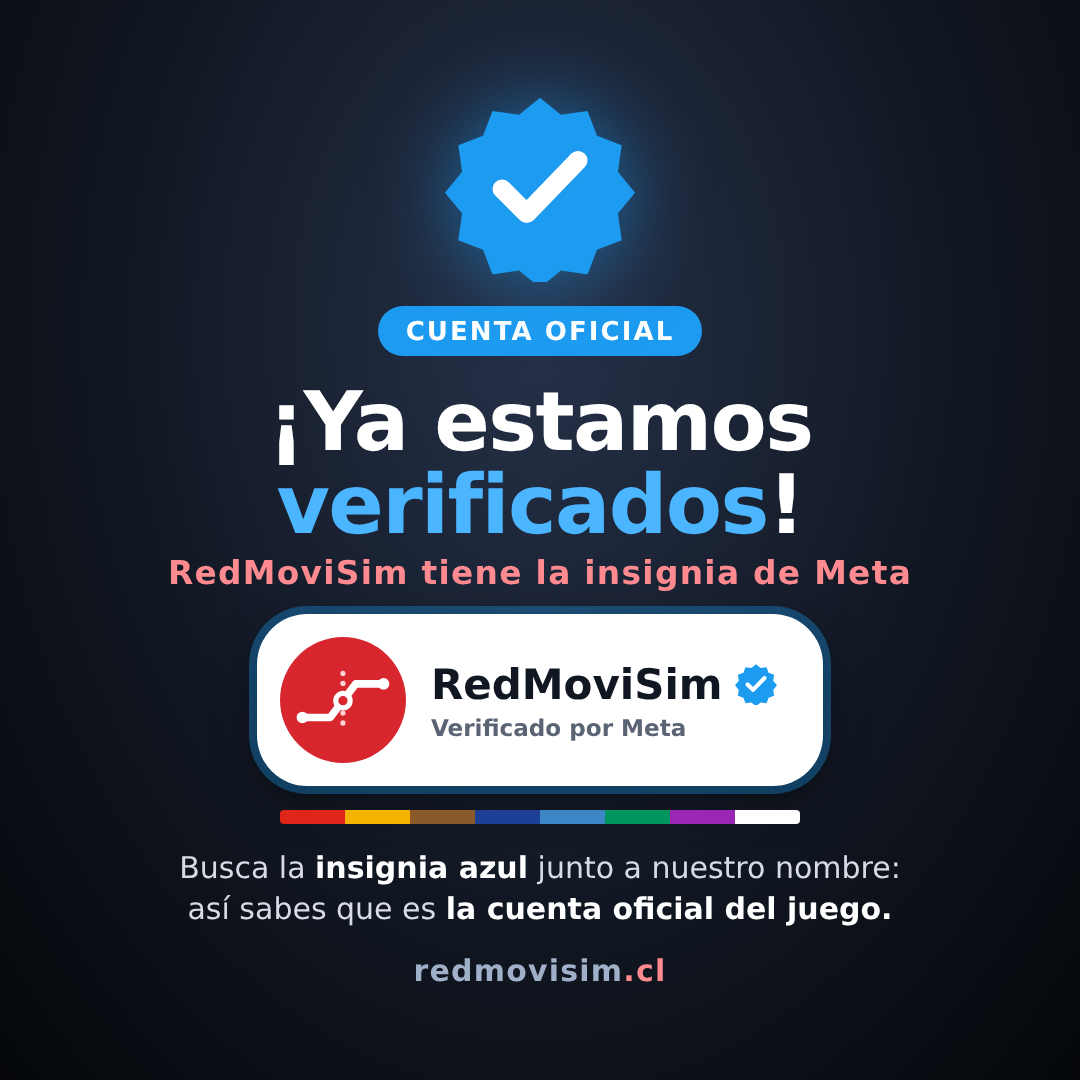 CUENTA OFICIAL
¡Ya estamos
verificados!
RedMoviSim tiene la insignia de Meta
RedMoviSim
Verificado por Meta
Busca la insignia azul junto a nuestro nombre:
así sabes que es la cuenta oficial del juego.
redmovisim.cl